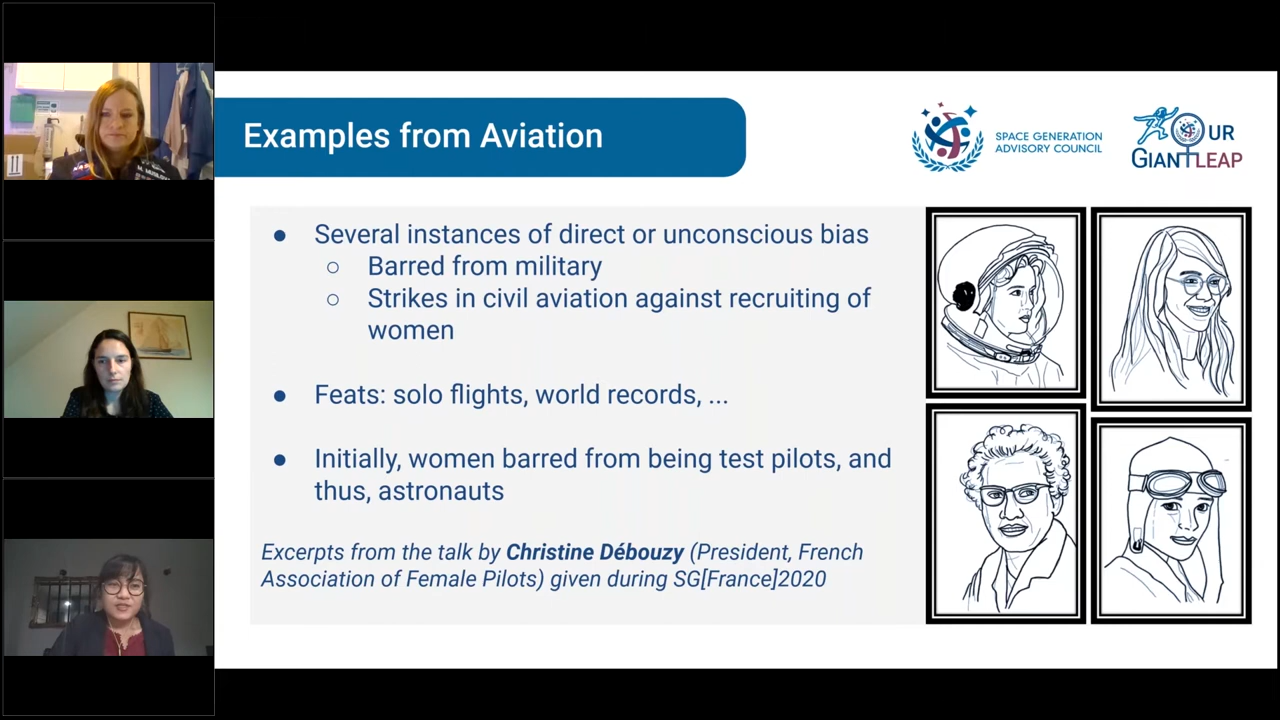 Examples from Aviation
SPACE GENERATION
ADVISORY COUNCIL
OUR
GIANTLEAP
● Several instances of direct or unconscious bias
○ Barred from military
○ Strikes in civil aviation against recruiting of
women
● Feats: solo flights, world records, ...
● Initially, women barred from being test pilots, and
thus, astronauts
Excerpts from the talk by Christine Débouzy (President, French
Association of Female Pilots) given during SG[France]2020